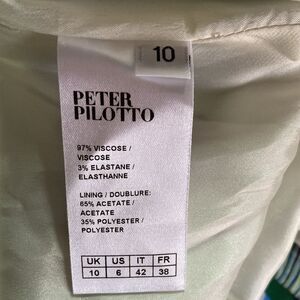 10
PETER
PILOTTO
97% VISCOSE /
VISCOSE
3% ELASTANE /
ELASTHANNE
LINING / DOUBLURE:
65% ACETATE /
ACETATE
35% POLYESTER /
POLYESTER
UK US IT FR
10 6 42 38